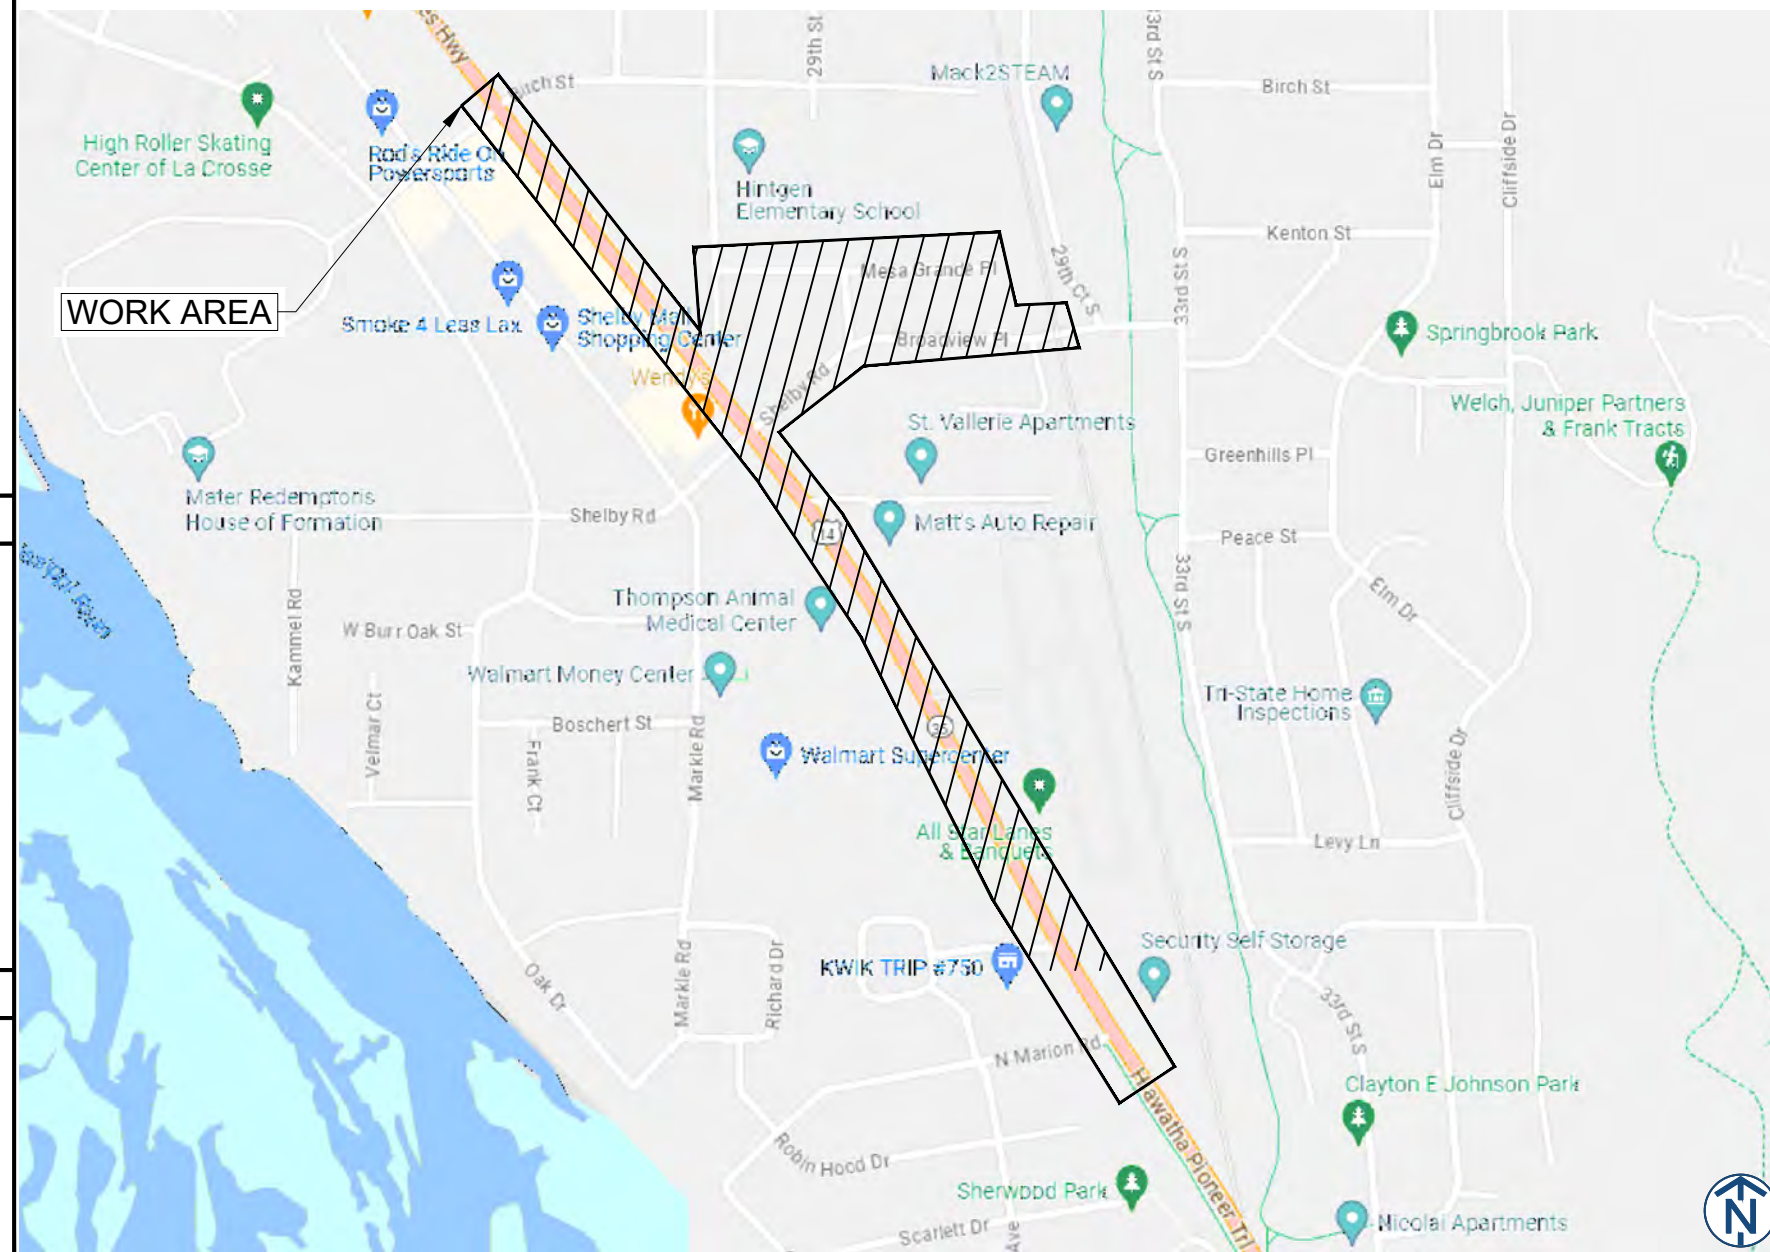 29th St
33rd St S
Mack2STEAM
Birch St
High Roller Skating
Center of La Crosse
Rod's Ride On
Powersports
Elm Dr
Cliffside Dr
Hintgen
Elementary School
Kenton St
29th Ct S
33rd St S
Mesa Grande Pl
WORK AREA
Smoke 4 Less Lax
Shelby Mall
Shopping Center
Broadview Pl
Springbrook Park
Wendy's
Shelby Rd
Welch, Juniper Partners
& Frank Tracts
St. Vallerie Apartments
Greenhills Pl
Mater Redemptoris
House of Formation
Shelby Rd
14
Matt's Auto Repair
Peace St
Thompson Animal
Medical Center
33rd St S
Elm Dr
Kammel Rd
W Burr Oak St
Walmart Money Center
Tri-State Home
Inspections
Velmar Ct
Boschert St
Frank Ct
Markle Rd
35
Walmart Supercenter
Cliffside Dr
All Star Lanes
& Banquets
Levy Ln
Security Self Storage
KWIK TRIP #750
Oak Dr
Markle Rd
Richard Dr
33rd St S
N Marion Rd
Clayton E Johnson Park
Hiawatha Pioneer Trl
Robin Hood Dr
Sherwood Park
Scarlett Dr
Ave
Nicolai Apartments
N